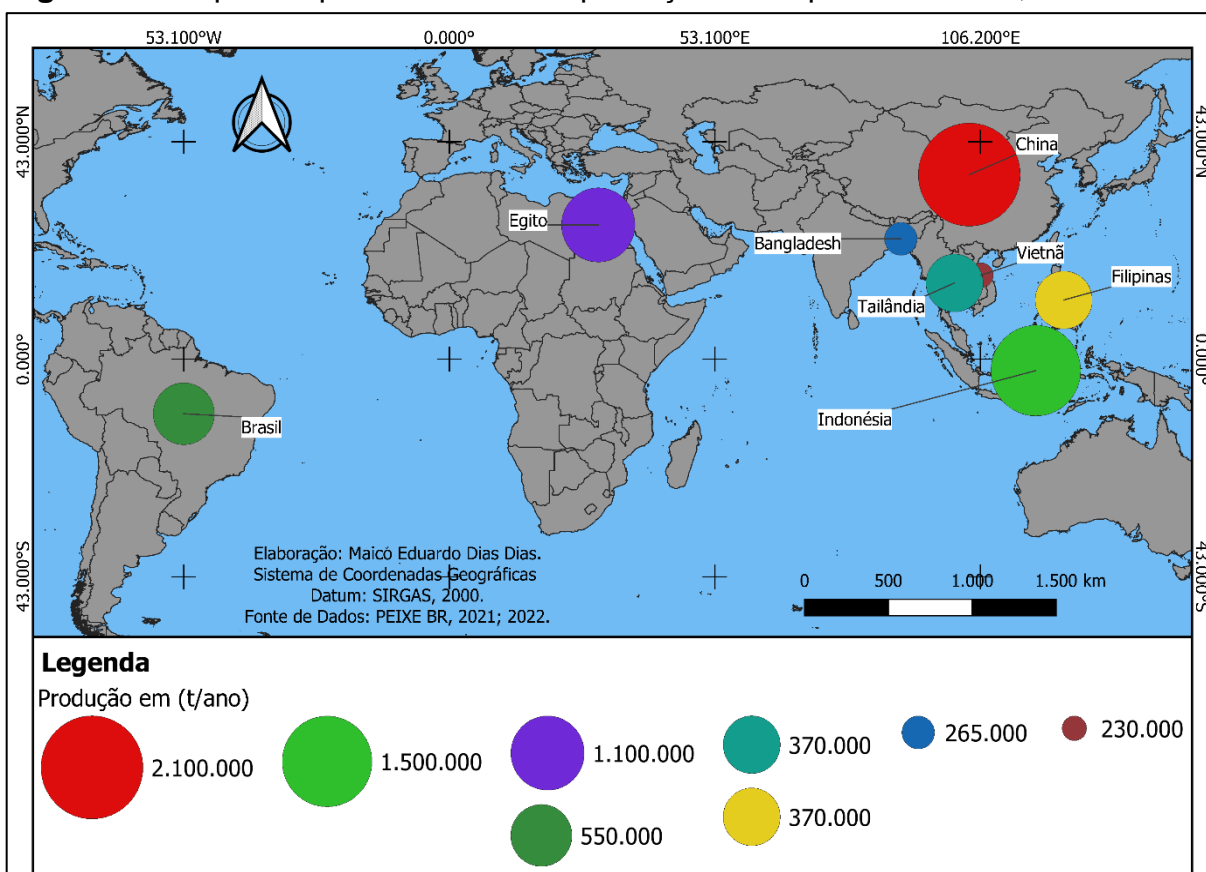 53.100°W 0.000° 53.100°E 106.200°E
43.000°N
0.000°
43.000°S
43.000°N
0.000°
43.000°S
China
Egito
Bangladesh
Vietnã
Filipinas
Tailândia
Indonésia
Brasil
Elaboração: Maicó Eduardo Dias Dias.
Sistema de Coordenadas Geográficas
Datum: SIRGAS, 2000.
Fonte de Dados: PEIXE BR, 2021; 2022.
0 500 1.000 1.500 km
Legenda
Produção em (t/ano)
2.100.000
1.500.000
1.100.000
550.000
370.000
370.000
265.000
230.000